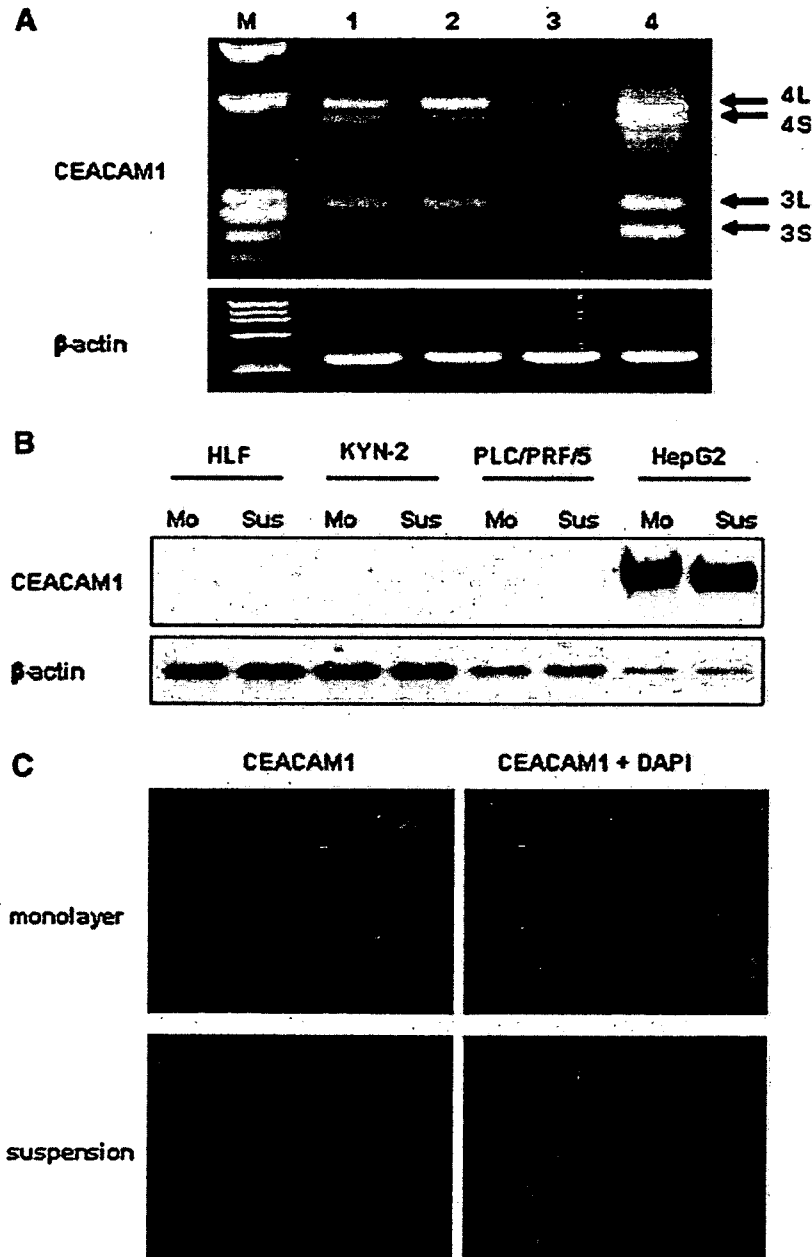 A
M 1 2 3 4
4L
4S
CEACAM1
3L
3S
β-actin
B
HLF KYN-2 PLC/PRF/5 HepG2
Mo Sus Mo Sus Mo Sus Mo Sus
CEACAM1
β-actin
C
CEACAM1 CEACAM1 + DAPI
monolayer
suspension